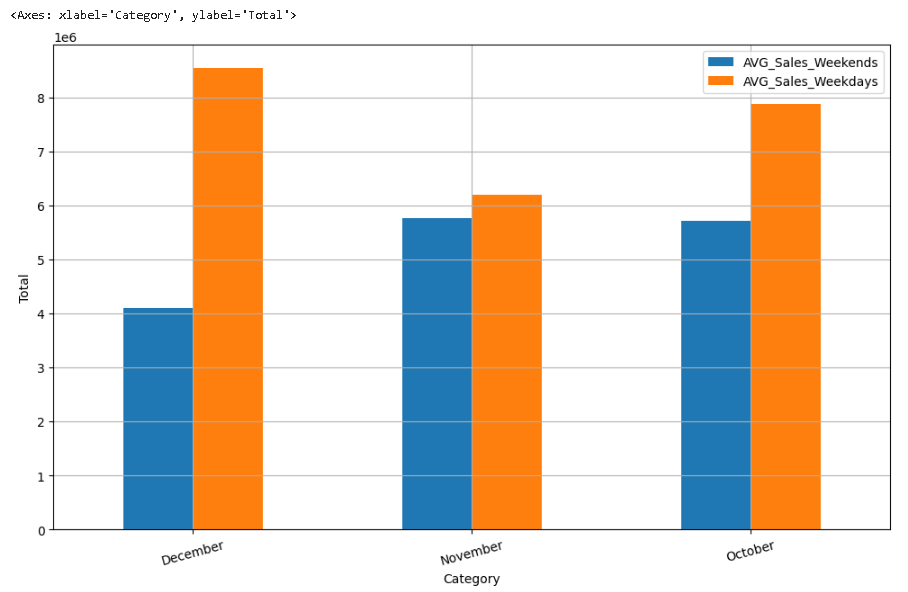 <Axes: xlabel='Category', ylabel='Total'>
1e6
AVG_Sales_Weekends
AVG_Sales_Weekdays
8
7
6
5
4
3
2
1
0
Total
December
November
October
Category